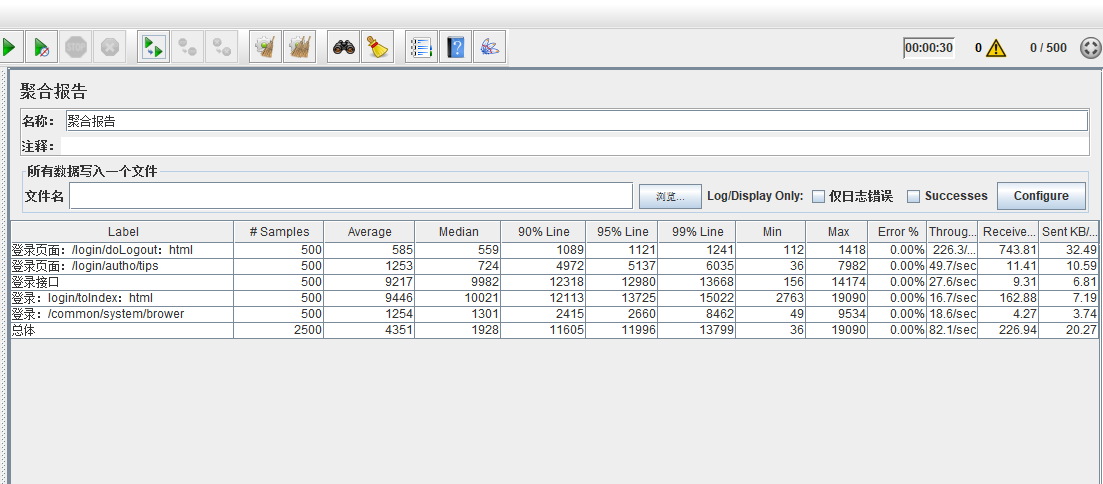 STOP
00:00:30 0 0 / 500
聚合报告
名称： 聚合报告
注释：
所有数据写入一个文件
文件名 浏览... Log/Display Only: 仅日志错误 Successes Configure
Label # Samples Average Median 90% Line 95% Line 99% Line Min Max Error % Throug... Receive... Sent KB/...
登录页面：/login/doLogout：html 500 585 559 1089 1121 1241 112 1418 0.00% 226.3/... 743.81 32.49
登录页面：/login/autho/tips 500 1253 724 4972 5137 6035 36 7982 0.00% 49.7/sec 11.41 10.59
登录接口 500 9217 9982 12318 12980 13668 156 14174 0.00% 27.6/sec 9.31 6.81
登录：login/toIndex：html 500 9446 10021 12113 13725 15022 2763 19090 0.00% 16.7/sec 162.88 7.19
登录：/common/system/brower 500 1254 1301 2415 2660 8462 49 9534 0.00% 18.6/sec 4.27 3.74
总体 2500 4351 1928 11605 11996 13799 36 19090 0.00% 82.1/sec 226.94 20.27